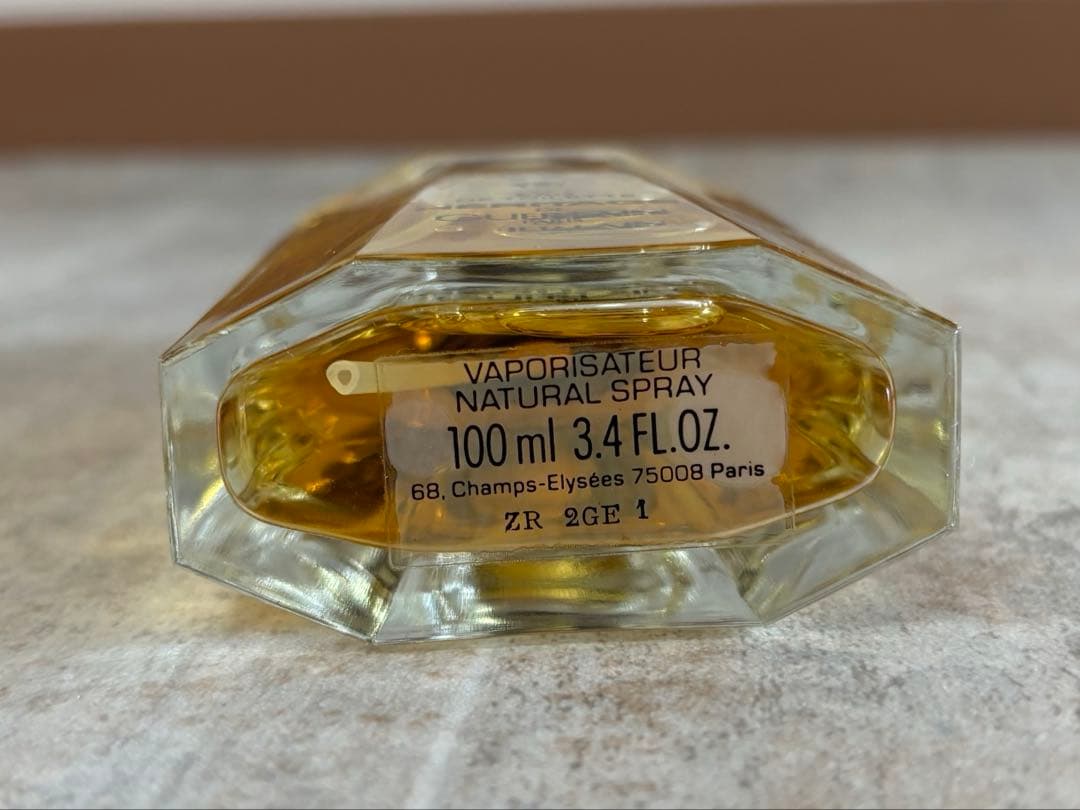 VAPORISATEUR
NATURAL SPRAY
100 ml 3.4 FL.OZ.
68, Champs-Elysées 75008 Paris
ZR 2GE 1